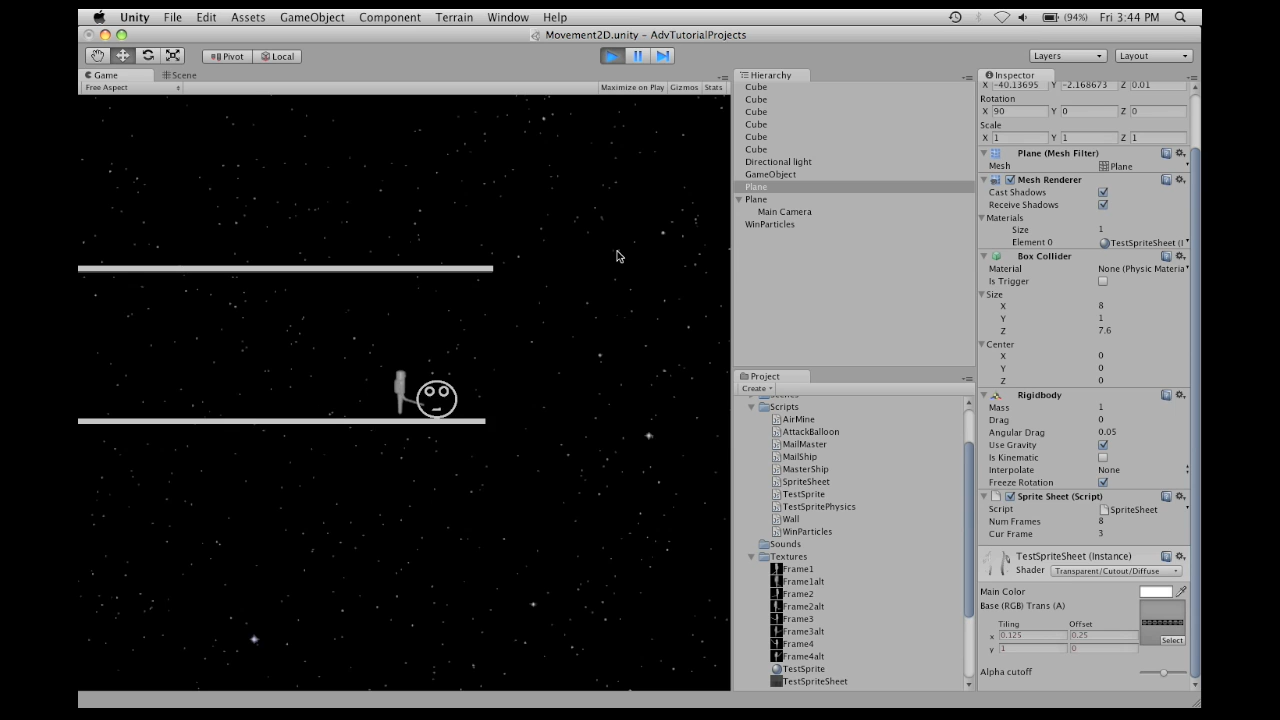 Unity File Edit Assets GameObject Component Terrain Window Help (94%) Fri 3:44 PM
Movement2D.unity - AdvTutorialProjects
Pivot Local Layers Layout
Game Scene
Free Aspect Maximize on Play Gizmos Stats
Hierarchy
Cube
Cube
Cube
Cube
Cube
Cube
Directional light
GameObject
Plane
Plane
Main Camera
WinParticles
Project
Create
Scripts
AirMine
AttackBalloon
MailMaster
MailShip
MasterShip
SpriteSheet
TestSprite
TestSpritePhysics
Wall
WinParticles
Sounds
Textures
Frame1
Frame1alt
Frame2
Frame2alt
Frame3
Frame3alt
Frame4
Frame4alt
TestSprite
TestSpriteSheet
Inspector
X -40.13695 Y -2.168673 Z 0.01
Rotation
X 90 Y 0 Z 0
Scale
X 1 Y 1 Z 1
Plane (Mesh Filter)
Mesh Plane
Mesh Renderer
Cast Shadows
Receive Shadows
Materials
Size 1
Element 0 TestSpriteSheet (I
Box Collider
Material None (Physic Materia
Is Trigger
Size
X 8
Y 1
Z 7.6
Center
X 0
Y 0
Z 0
Rigidbody
Mass 1
Drag 0
Angular Drag 0.05
Use Gravity
Is Kinematic
Interpolate None
Freeze Rotation
Sprite Sheet (Script)
Script SpriteSheet
Num Frames 8
Cur Frame 3
TestSpriteSheet (Instance)
Shader Transparent/Cutout/Diffuse
Main Color
Base (RGB) Trans (A)
Tiling Offset
x 0.125 0.25
y 1 0
Select
Alpha cutoff